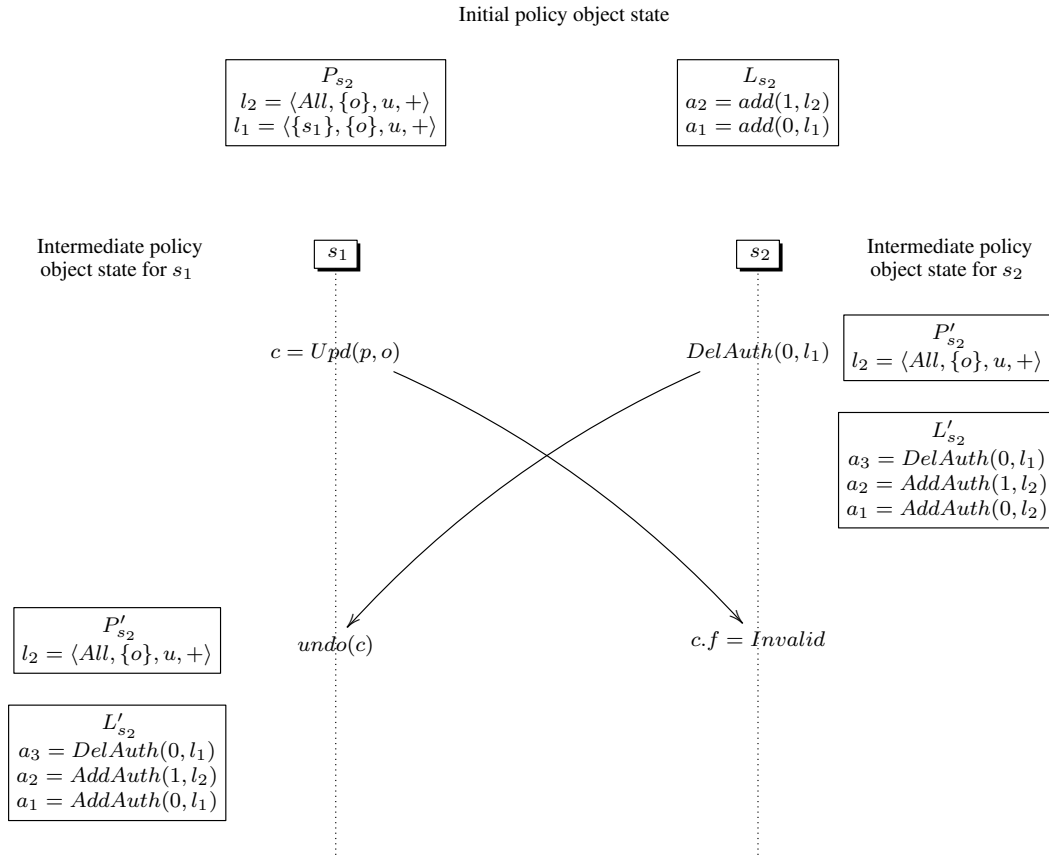 Initial policy object state
P_{s_2}
l_2 = ⟨All, {o}, u, +⟩
l_1 = ⟨{s_1}, {o}, u, +⟩
L_{s_2}
a_2 = add(1, l_2)
a_1 = add(0, l_1)
Intermediate policy
object state for s_1
s_1
s_2
Intermediate policy
object state for s_2
c = Upd(p, o)
DelAuth(0, l_1)
P'_{s_2}
l_2 = ⟨All, {o}, u, +⟩
L'_{s_2}
a_3 = DelAuth(0, l_1)
a_2 = AddAuth(1, l_2)
a_1 = AddAuth(0, l_2)
P'_{s_2}
l_2 = ⟨All, {o}, u, +⟩
undo(c)
c.f = Invalid
L'_{s_2}
a_3 = DelAuth(0, l_1)
a_2 = AddAuth(1, l_2)
a_1 = AddAuth(0, l_1)